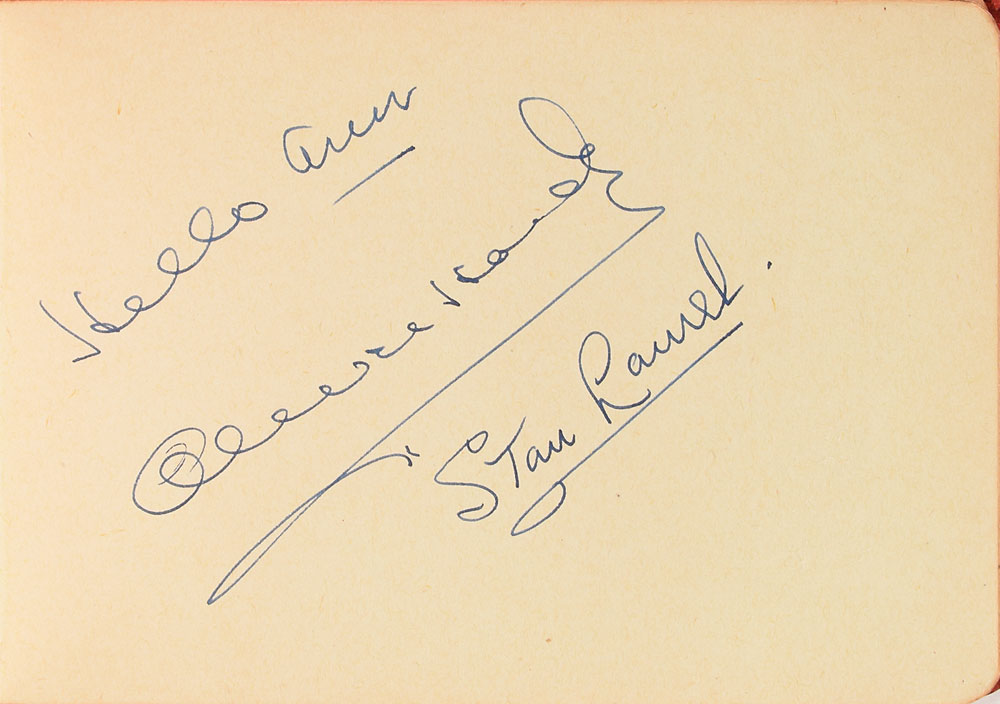 Hello Ann
Oliver Hardy
Stan Laurel.